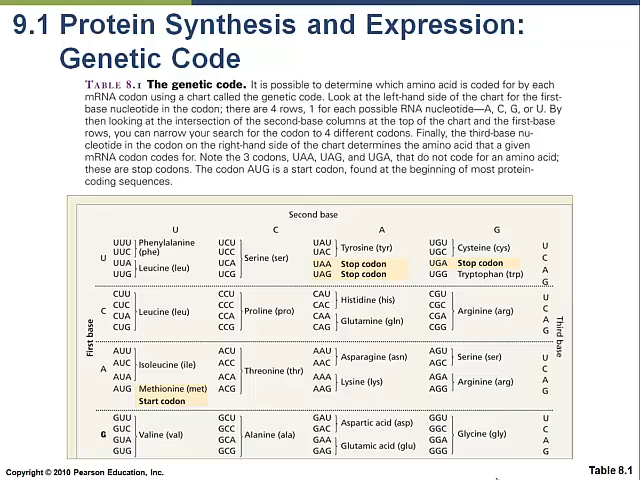 9.1 Protein Synthesis and Expression:
Genetic Code
TABLE 8.1 The genetic code. It is possible to determine which amino acid is coded for by each
mRNA codon using a chart called the genetic code. Look at the left-hand side of the chart for the first-
base nucleotide in the codon; there are 4 rows, 1 for each possible RNA nucleotide—A, C, G, or U. By
then looking at the intersection of the second-base columns at the top of the chart and the first-base
rows, you can narrow your search for the codon to 4 different codons. Finally, the third-base nu-
cleotide in the codon on the right-hand side of the chart determines the amino acid that a given
mRNA codon codes for. Note the 3 codons, UAA, UAG, and UGA, that do not code for an amino acid;
these are stop codons. The codon AUG is a start codon, found at the beginning of most protein-
coding sequences.
Second base
U C A G
First base
Third base
U
UUU
UUC
Phenylalanine
(phe)
UUA
UUG
Leucine (leu)
UCU
UCC
UCA
UCG
Serine (ser)
UAU
UAC
Tyrosine (tyr)
UAA Stop codon
UAG Stop codon
UGU
UGC
Cysteine (cys)
UGA Stop codon
UGG Tryptophan (trp)
U
C
A
G
C
CUU
CUC
CUA
CUG
Leucine (leu)
CCU
CCC
CCA
CCG
Proline (pro)
CAU
CAC
Histidine (his)
CAA
CAG
Glutamine (gln)
CGU
CGC
CGA
CGG
Arginine (arg)
U
C
A
G
A
AUU
AUC
AUA
Isoleucine (ile)
AUG Methionine (met)
Start codon
ACU
ACC
ACA
ACG
Threonine (thr)
AAU
AAC
Asparagine (asn)
AAA
AAG
Lysine (lys)
AGU
AGC
Serine (ser)
AGA
AGG
Arginine (arg)
U
C
A
G
G
GUU
GUC
GUA
GUG
Valine (val)
GCU
GCC
GCA
GCG
Alanine (ala)
GAU
GAC
Aspartic acid (asp)
GAA
GAG
Glutamic acid (glu)
GGU
GGC
GGA
GGG
Glycine (gly)
U
C
A
G
Copyright © 2010 Pearson Education, Inc.
Table 8.1